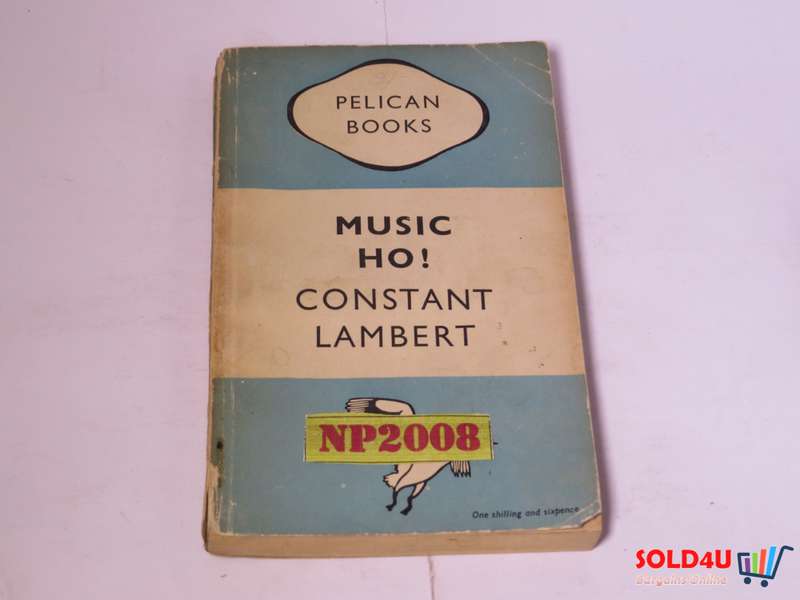 PELICAN
BOOKS
MUSIC
HO!
CONSTANT
LAMBERT
NP2008
One shilling and sixpence
SOLD4U
Bargains Online